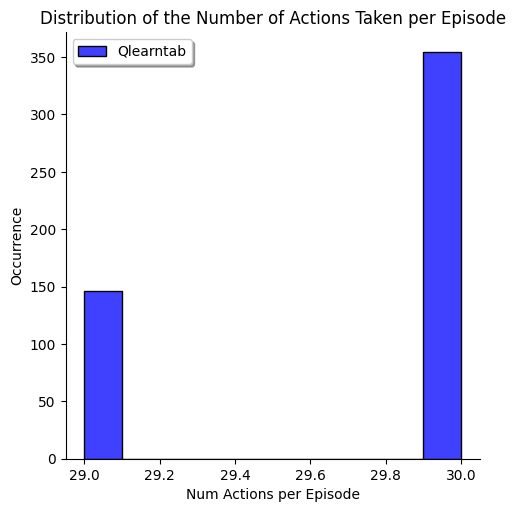 Distribution of the Number of Actions Taken per Episode
Qlearntab
350
300
250
200
150
100
50
0
Occurrence
29.0 29.2 29.4 29.6 29.8 30.0
Num Actions per Episode